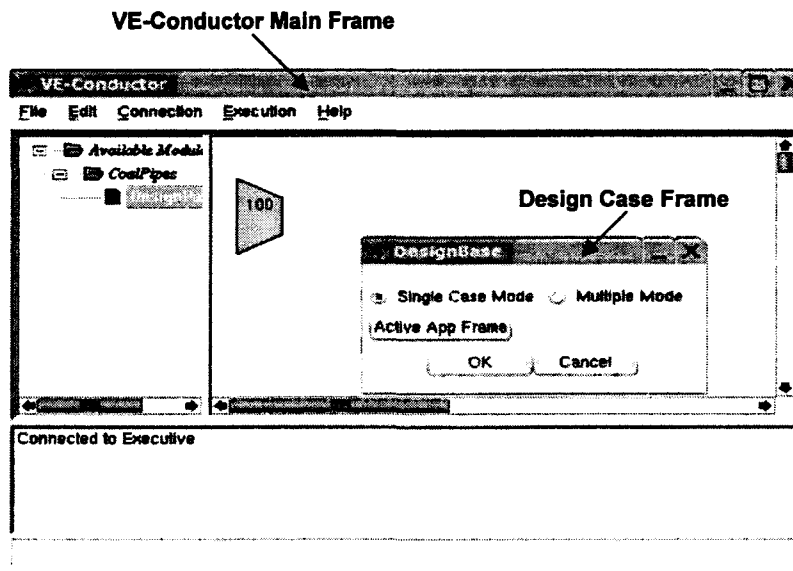 VE-Conductor Main Frame
VE-Conductor
File Edit Connection Execution Help
Available Modul
CoalPipes
100
Design Case Frame
DesignBase
Single Case Mode Multiple Mode
Active App Frame
OK Cancel
Connected to Executive